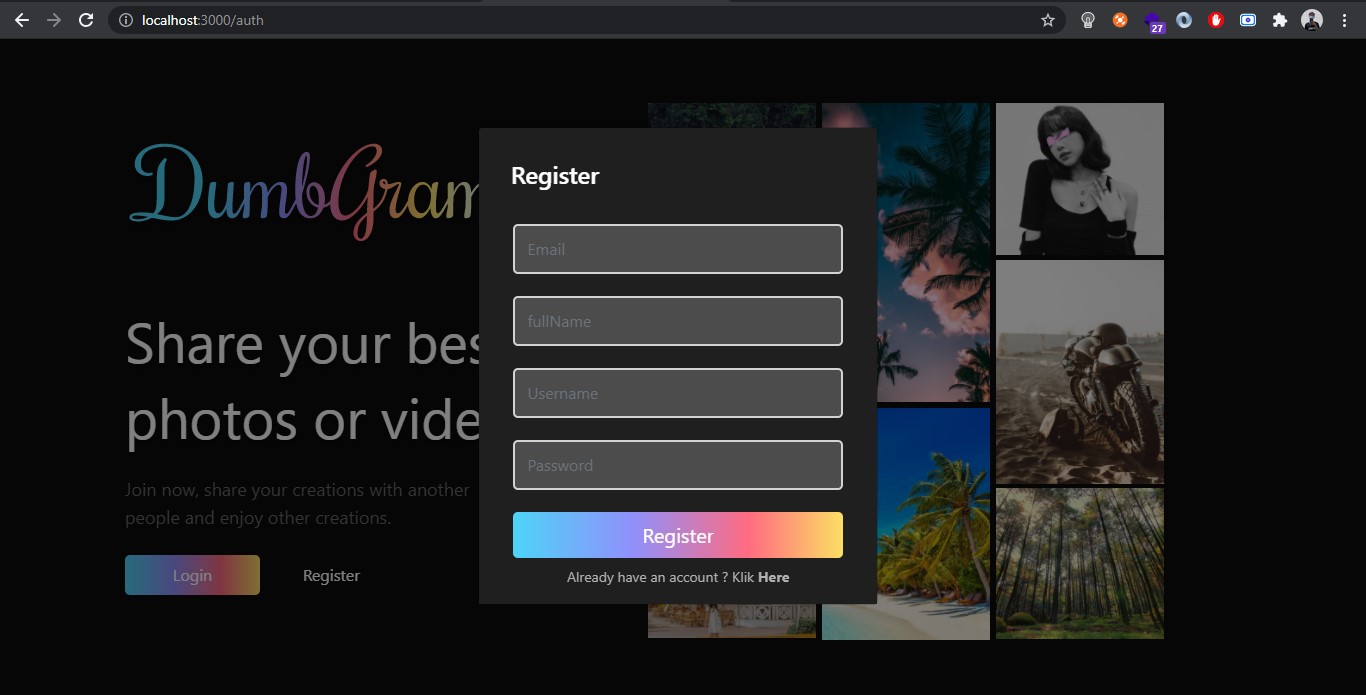 localhost:3000/auth
27
DumbGram
Share your bes
photos or vide
Join now, share your creations with another
people and enjoy other creations.
Login
Register
Register
Email
fullName
Username
Password
Register
Already have an account ? Klik Here